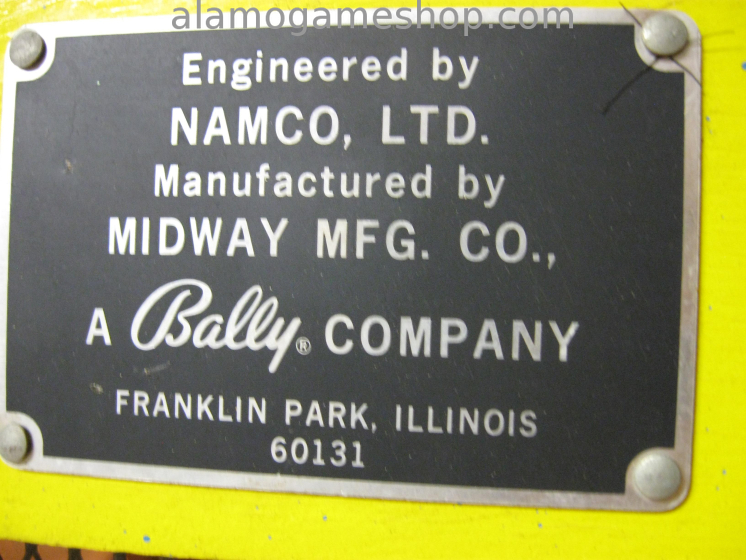 alamogameshop.com
Engineered by
NAMCO, LTD.
Manufactured by
MIDWAY MFG. CO.,
A Bally® COMPANY
FRANKLIN PARK, ILLINOIS
60131